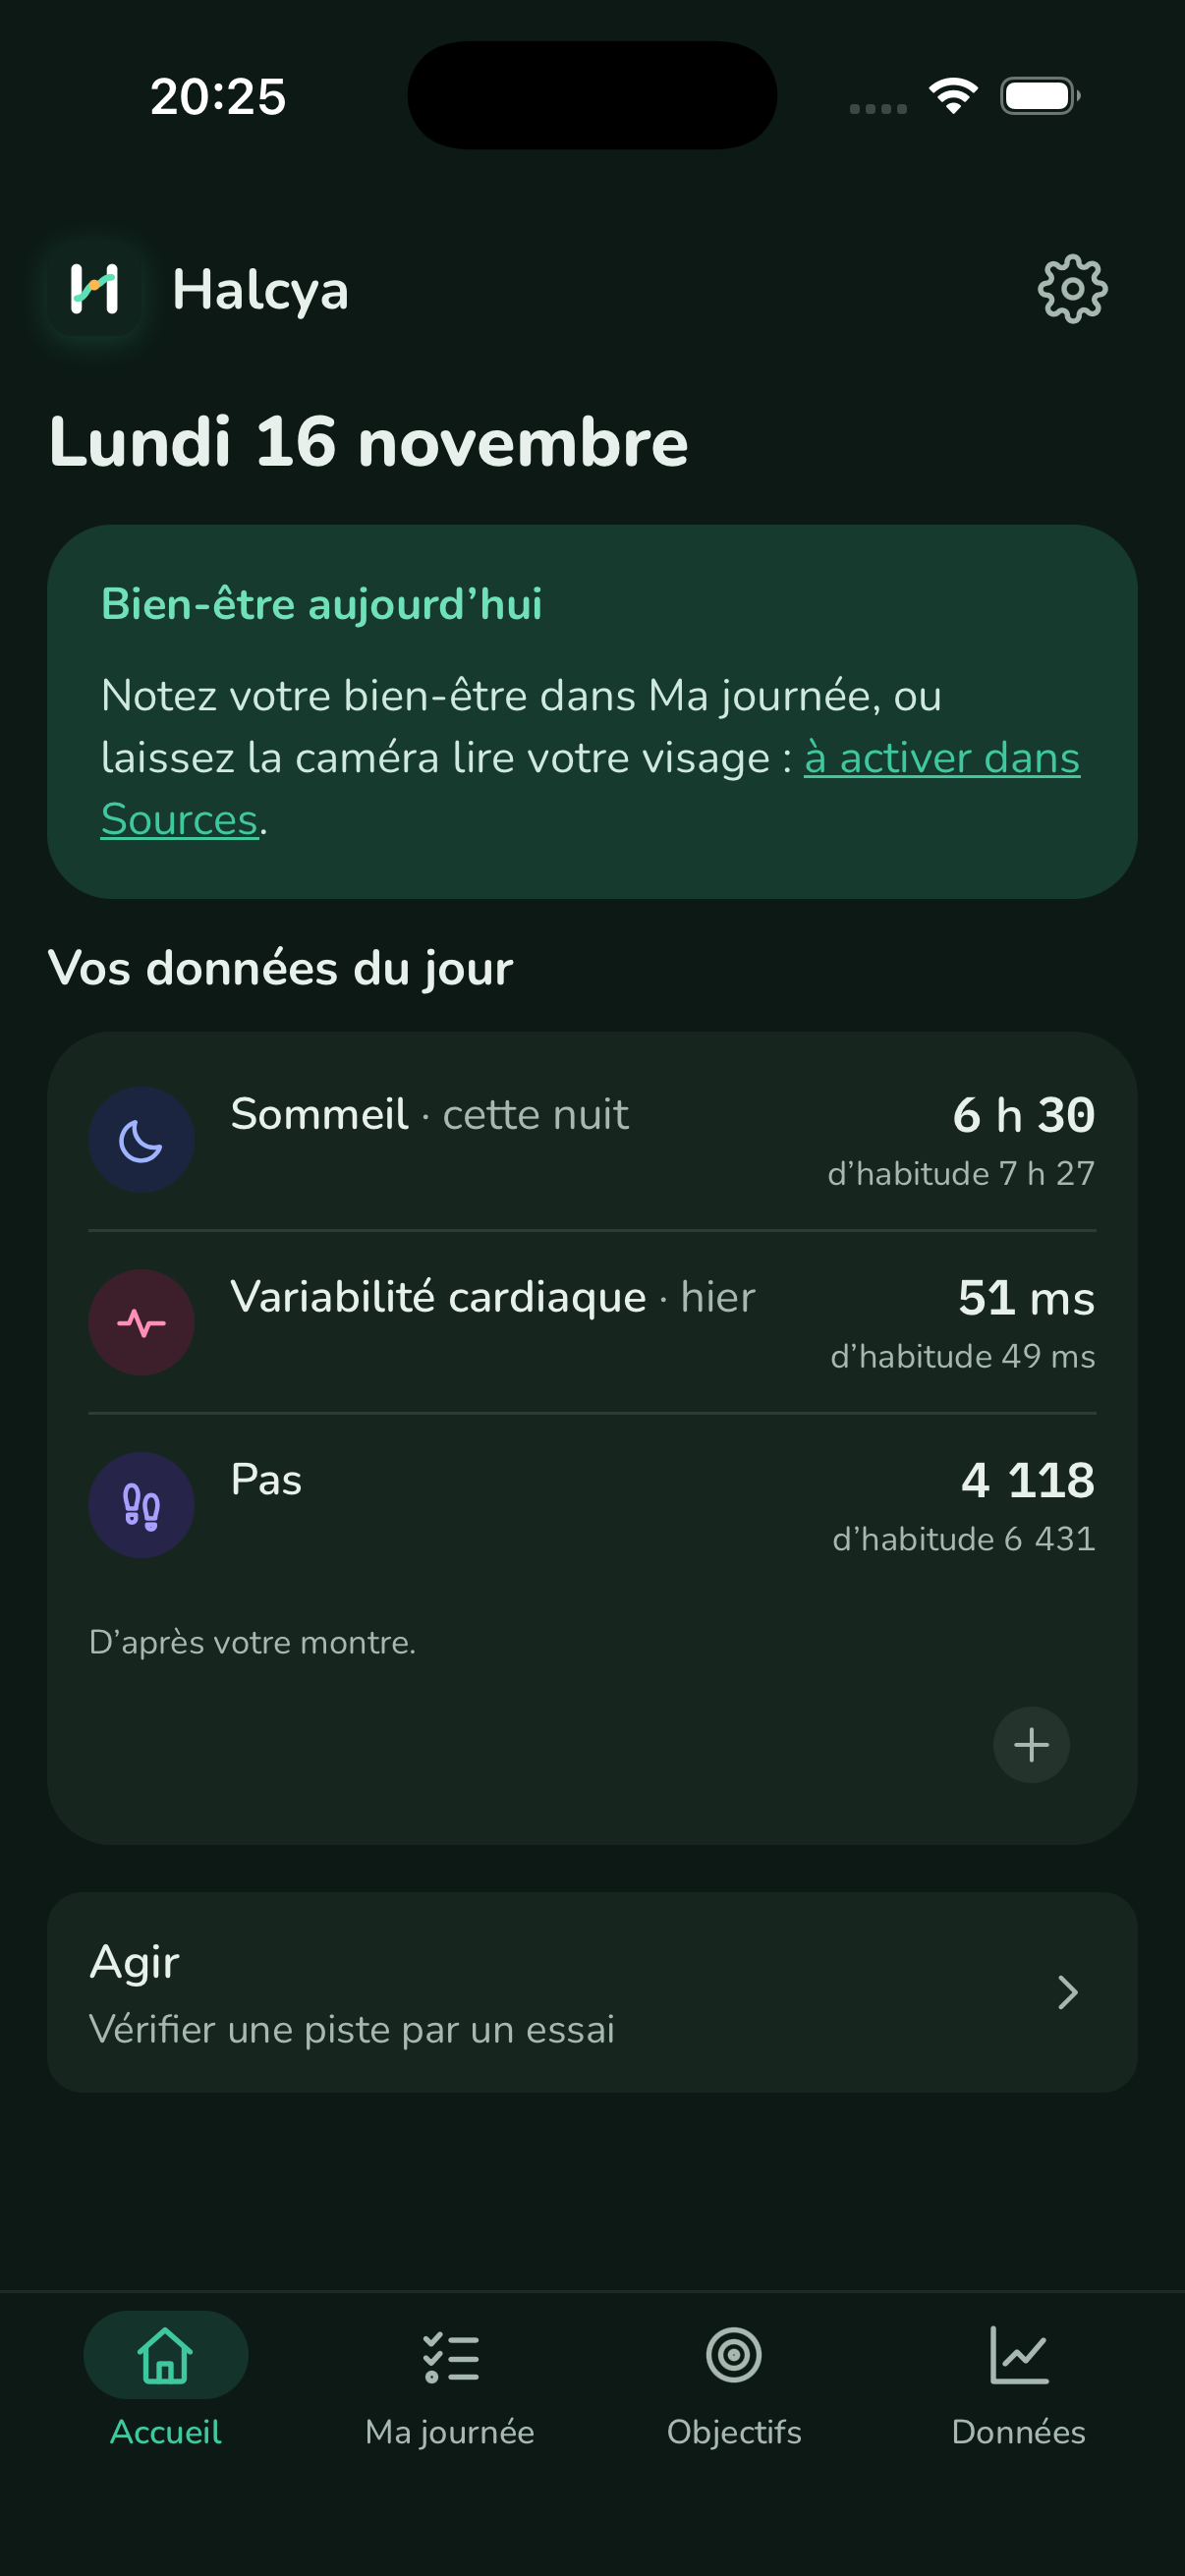 20:25
Halcya
Lundi 16 novembre
Bien-être aujourd’hui
Notez votre bien-être dans Ma journée, ou
laissez la caméra lire votre visage : à activer dans
Sources.
Vos données du jour
Sommeil · cette nuit
6 h 30
d’habitude 7 h 27
Variabilité cardiaque · hier
51 ms
d’habitude 49 ms
Pas
4 118
d’habitude 6 431
D’après votre montre.
Agir
Vérifier une piste par un essai
Accueil
Ma journée
Objectifs
Données